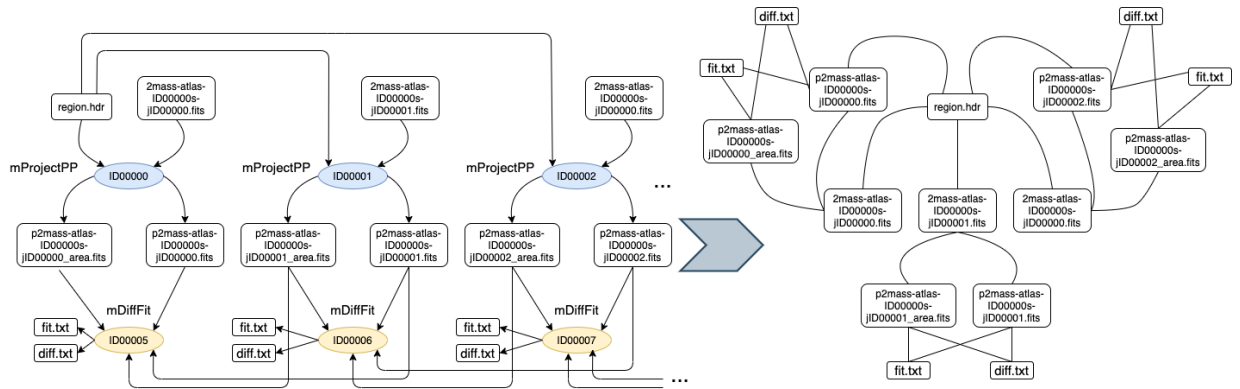 region.hdr
2mass-atlas-
ID00000s-
jID00000.fits
2mass-atlas-
ID00000s-
jID00001.fits
2mass-atlas-
ID00000s-
jID00000.fits
mProjectPP
ID00000
mProjectPP
ID00001
mProjectPP
ID00002
...
p2mass-atlas-
ID00000s-
jID00000_area.fits
p2mass-atlas-
ID00000s-
jID00000.fits
p2mass-atlas-
ID00000s-
jID00001_area.fits
p2mass-atlas-
ID00000s-
jID00001.fits
p2mass-atlas-
ID00000s-
jID00002_area.fits
p2mass-atlas-
ID00000s-
jID00002.fits
mDiffFit
mDiffFit
fit.txt
diff.txt
ID00005
fit.txt
diff.txt
ID00006
fit.txt
diff.txt
ID00007
...
diff.txt
diff.txt
fit.txt
fit.txt
p2mass-atlas-
ID00000s-
jID00000.fits
region.hdr
p2mass-atlas-
ID00000s-
jID00002.fits
p2mass-atlas-
ID00000s-
jID00000_area.fits
p2mass-atlas-
ID00000s-
jID00002_area.fits
2mass-atlas-
ID00000s-
jID00000.fits
2mass-atlas-
ID00000s-
jID00001.fits
2mass-atlas-
ID00000s-
jID00000.fits
p2mass-atlas-
ID00000s-
jID00001_area.fits
p2mass-atlas-
ID00000s-
jID00001.fits
fit.txt
diff.txt